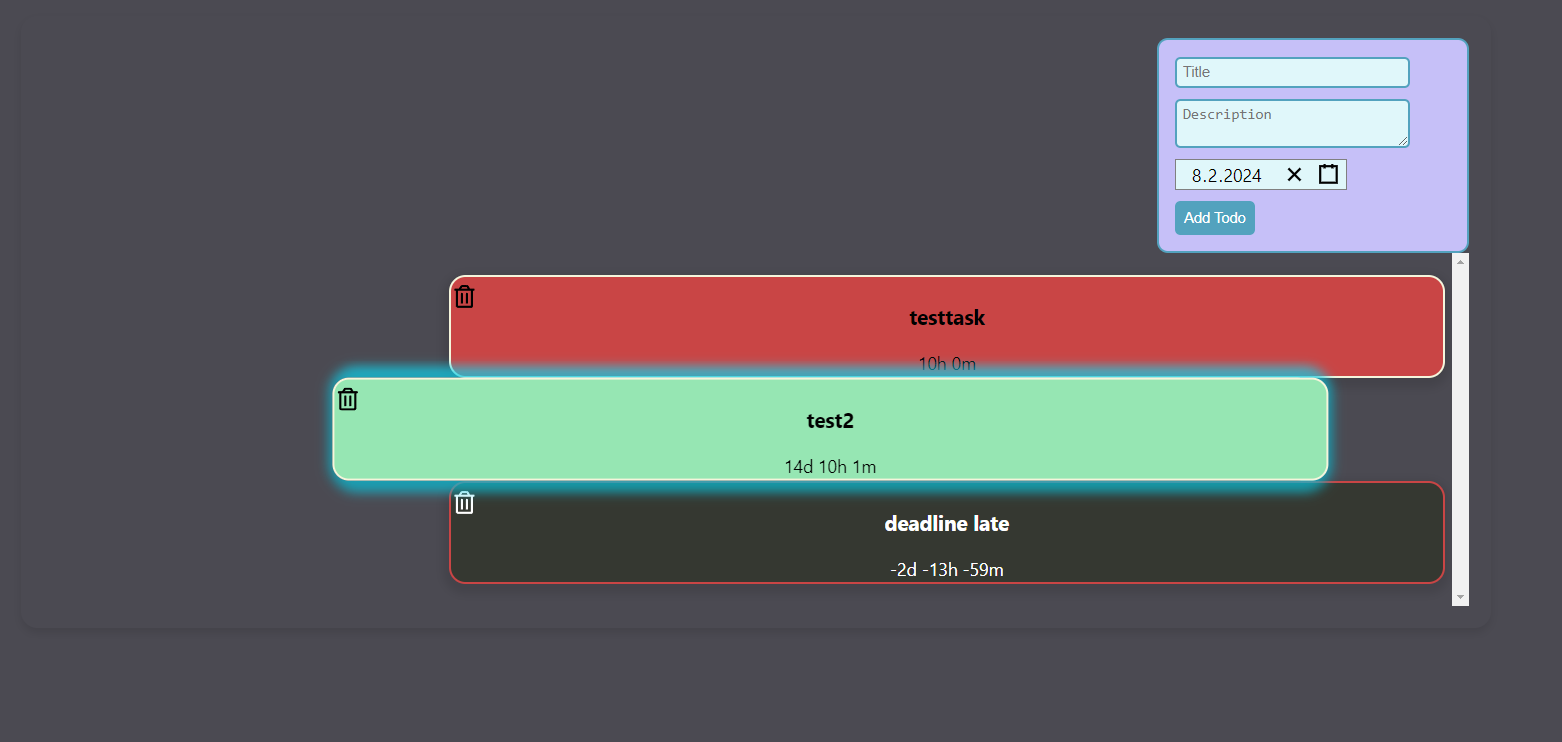 Title
Description
8.2.2024
Add Todo
testtask
10h 0m
test2
14d 10h 1m
deadline late
-2d -13h -59m